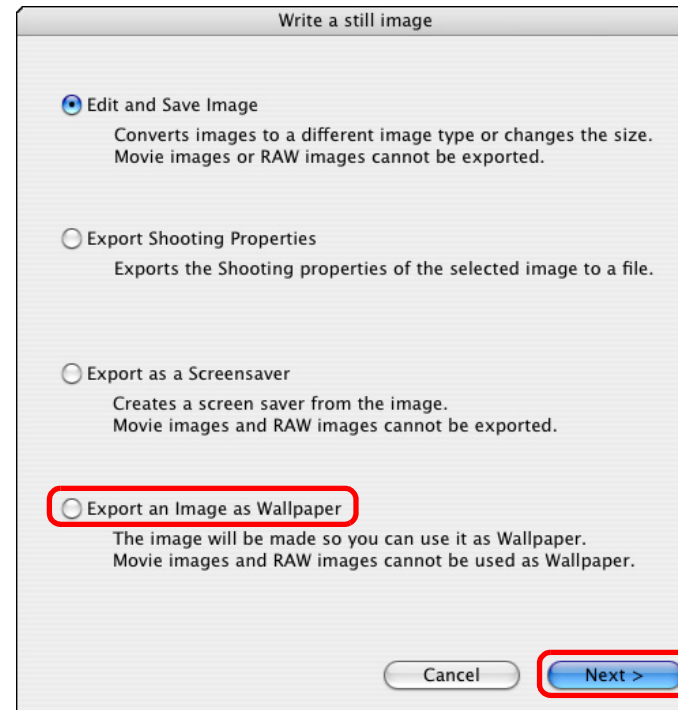 Write a still image
Edit and Save Image
Converts images to a different image type or changes the size.
Movie images or RAW images cannot be exported.
Export Shooting Properties
Exports the Shooting properties of the selected image to a file.
Export as a Screensaver
Creates a screen saver from the image.
Movie images and RAW images cannot be exported.
Export an Image as Wallpaper
The image will be made so you can use it as Wallpaper.
Movie images and RAW images cannot be used as Wallpaper.
Cancel
Next >